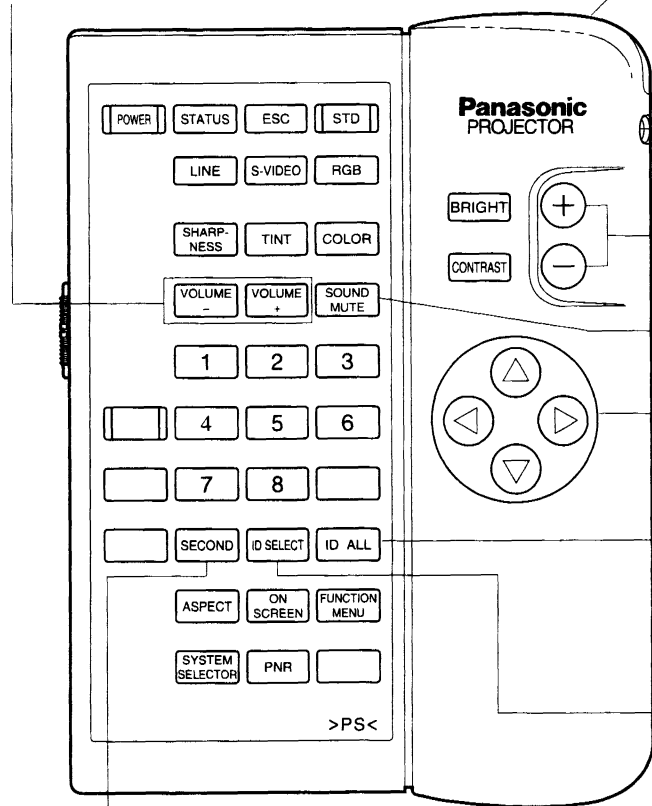 Panasonic
PROJECTOR
POWER STATUS ESC STD
LINE S-VIDEO RGB
SHARP-
NESS TINT COLOR
VOLUME
− VOLUME
+ SOUND
MUTE
1 2 3
4 5 6
7 8
SECOND ID SELECT ID ALL
ASPECT ON
SCREEN FUNCTION
MENU
SYSTEM
SELECTOR PNR
>PS<
BRIGHT +
CONTRAST −